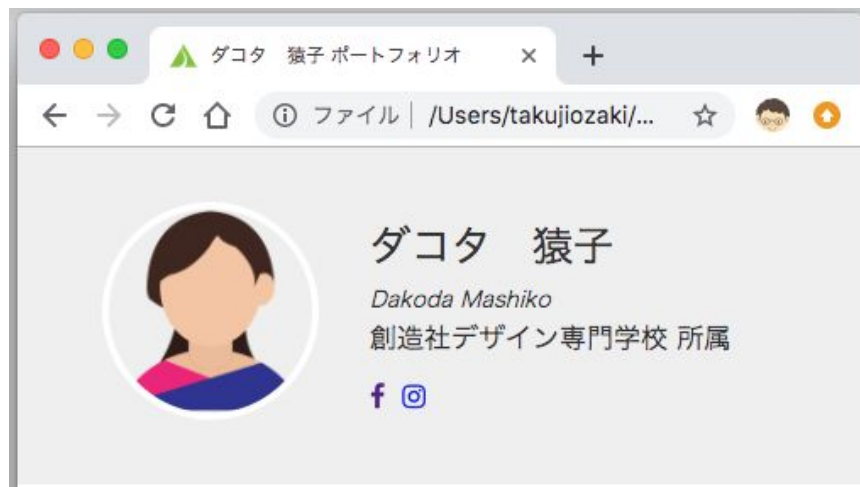 ダコタ　猿子 ポートフォリオ
ファイル | /Users/takujiozaki/...
ダコタ　猿子
Dakoda Mashiko
創造社デザイン専門学校 所属